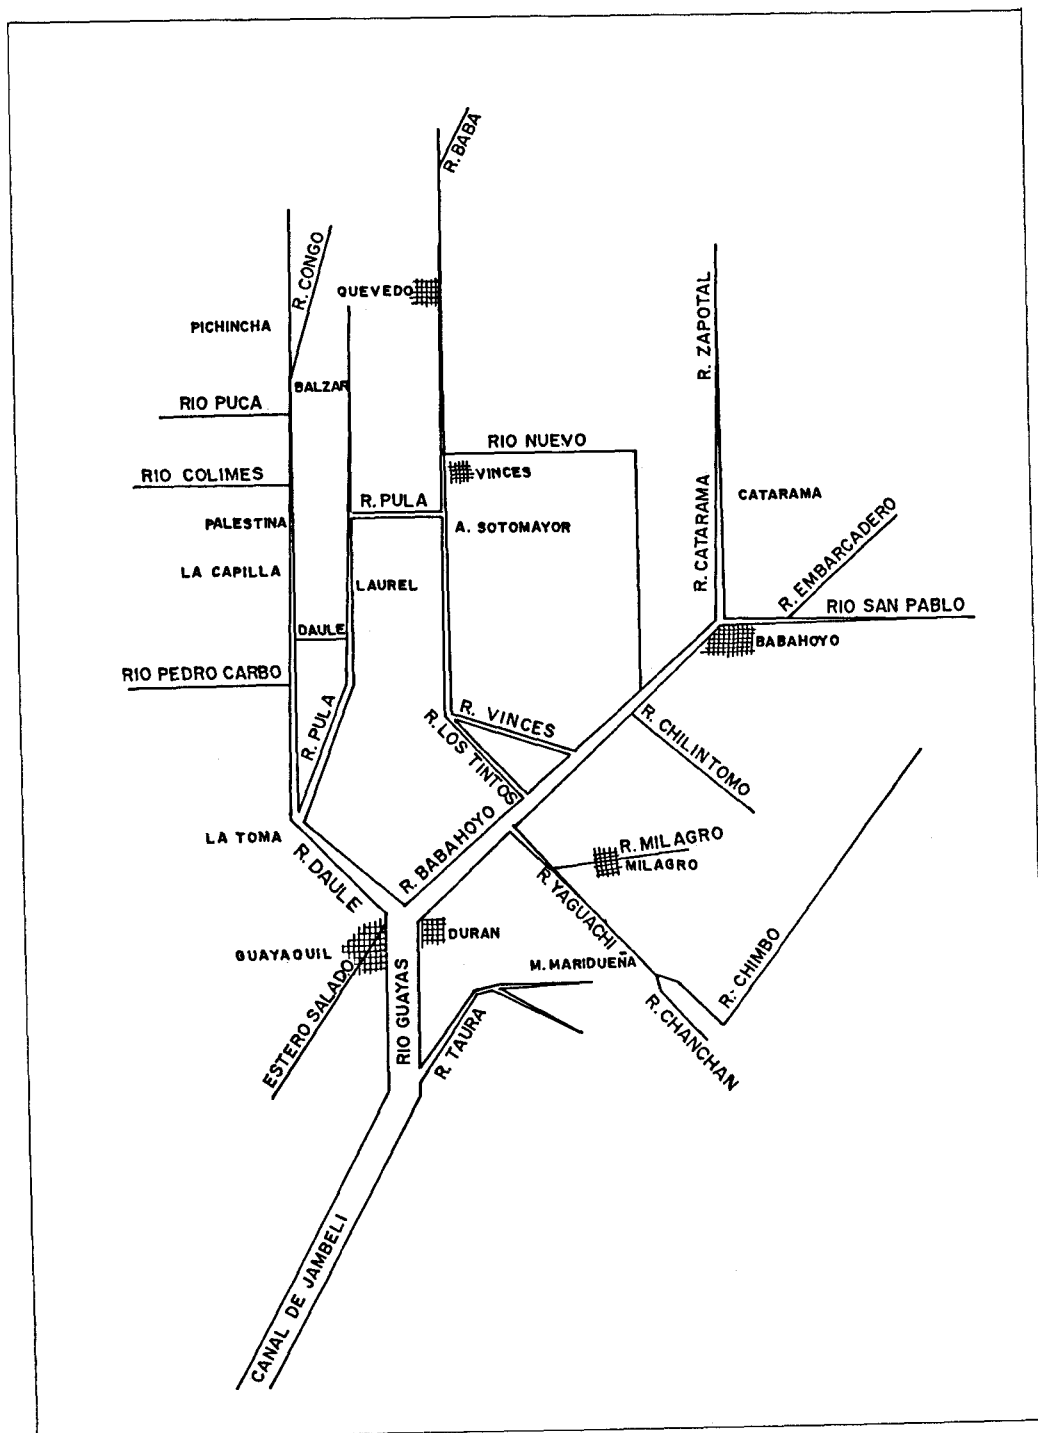 R. BABA
R. CONGO
QUEVEDO
PICHINCHA
R. ZAPOTAL
BALZAR
RIO PUCA
RIO NUEVO
RIO COLIMES
VINCES
R. PULA
CATARAMA
R. CATARAMA
PALESTINA
A. SOTOMAYOR
R. EMBARCADERO
LA CAPILLA
LAUREL
RIO SAN PABLO
DAULE
BABAHOYO
RIO PEDRO CARBO
R. PULA
R. VINCES
R. LOS TINTOS
R. CHILINTOMO
LA TOMA
R. DAULE
R. BABAHOYO
R. MILAGRO
MILAGRO
R. YAGUACHI
GUAYAQUIL
DURAN
M. MARIDUEÑA
R. CHIMBO
ESTERO SALADO
RIO GUAYAS
R. TAURA
R. CHANCHAN
CANAL DE JAMBELI